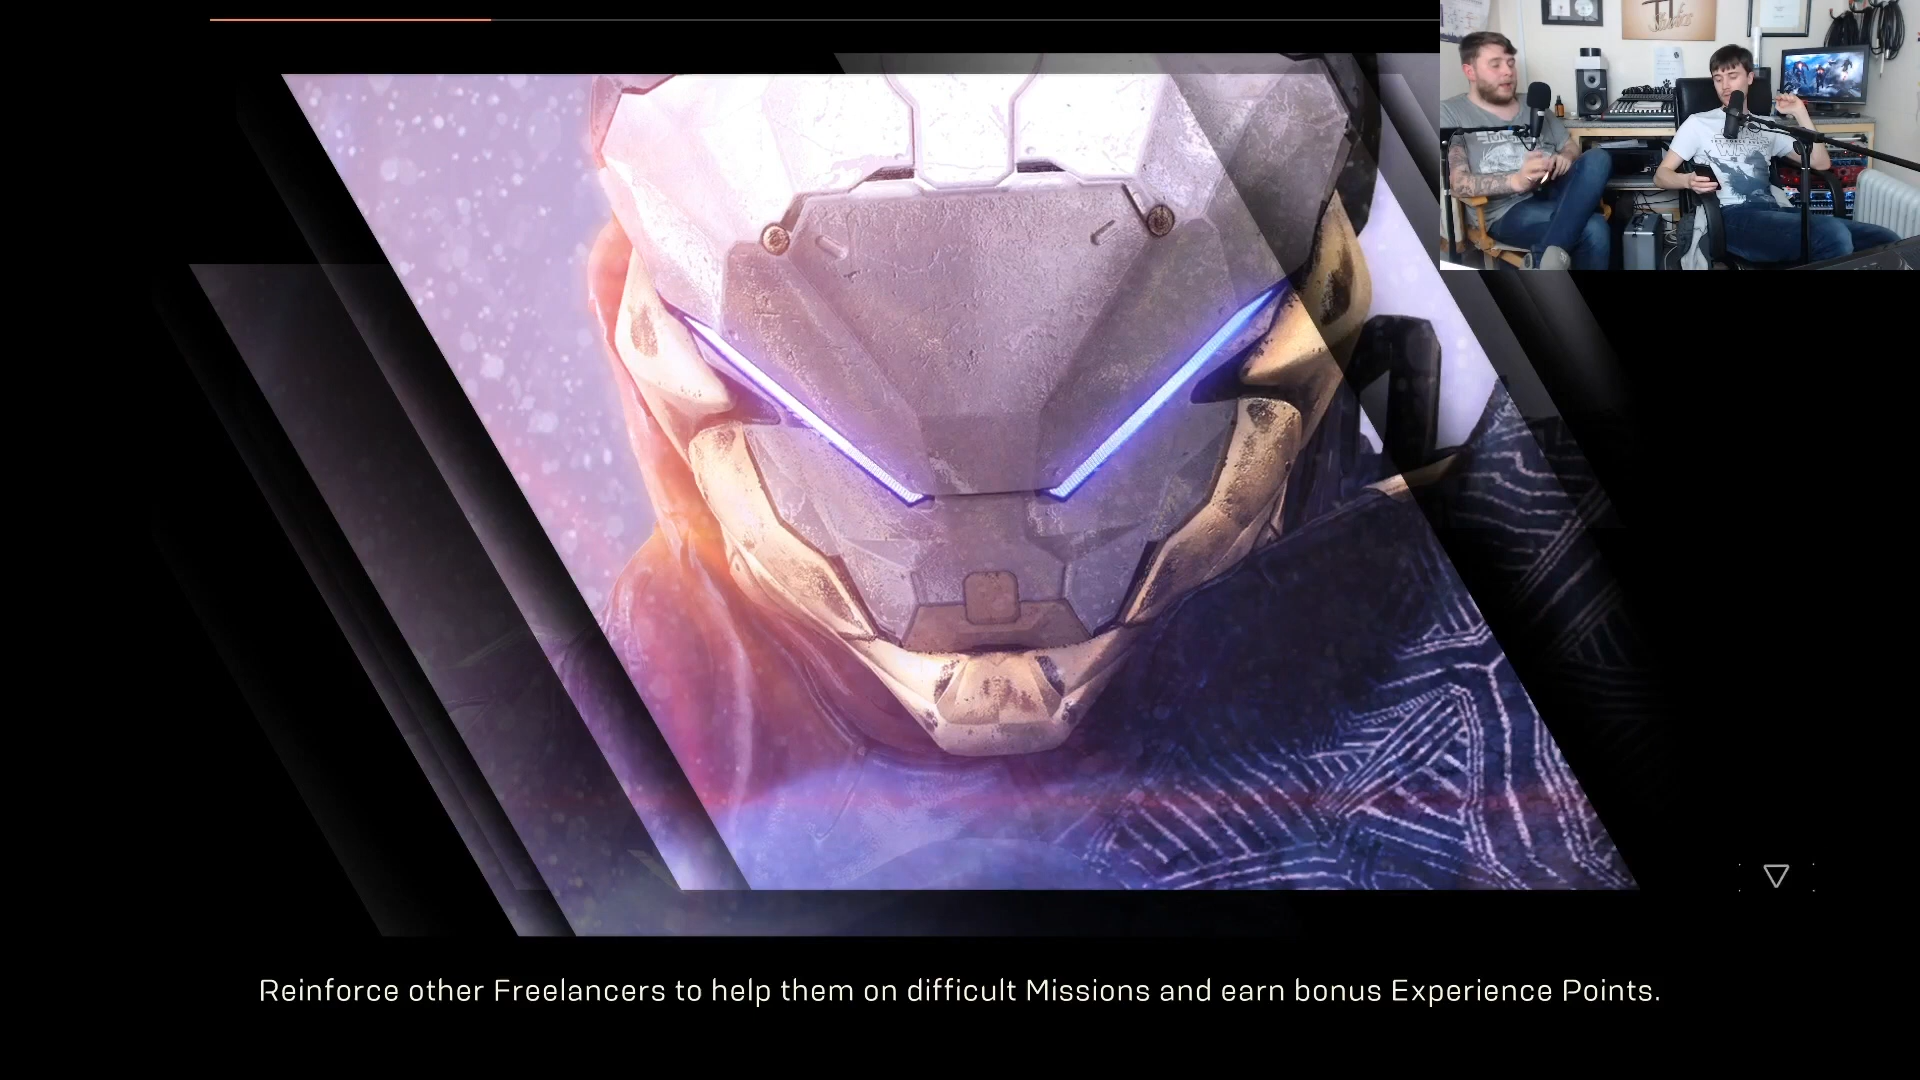 Reinforce other Freelancers to help them on difficult Missions and earn bonus Experience Points.